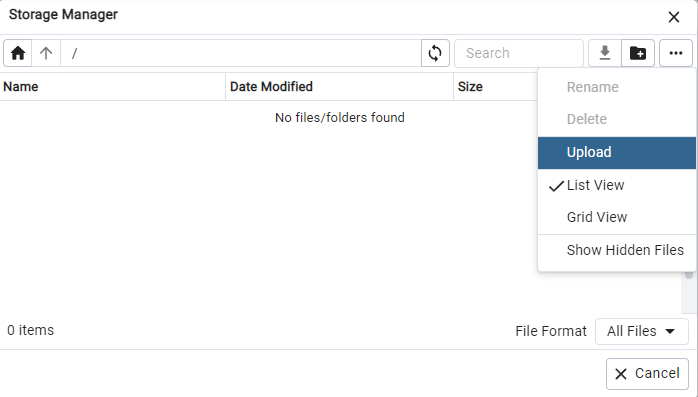 Storage Manager
/
Search
Name Date Modified Size
No files/folders found
Rename
Delete
Upload
List View
Grid View
Show Hidden Files
0 items File Format All Files
Cancel